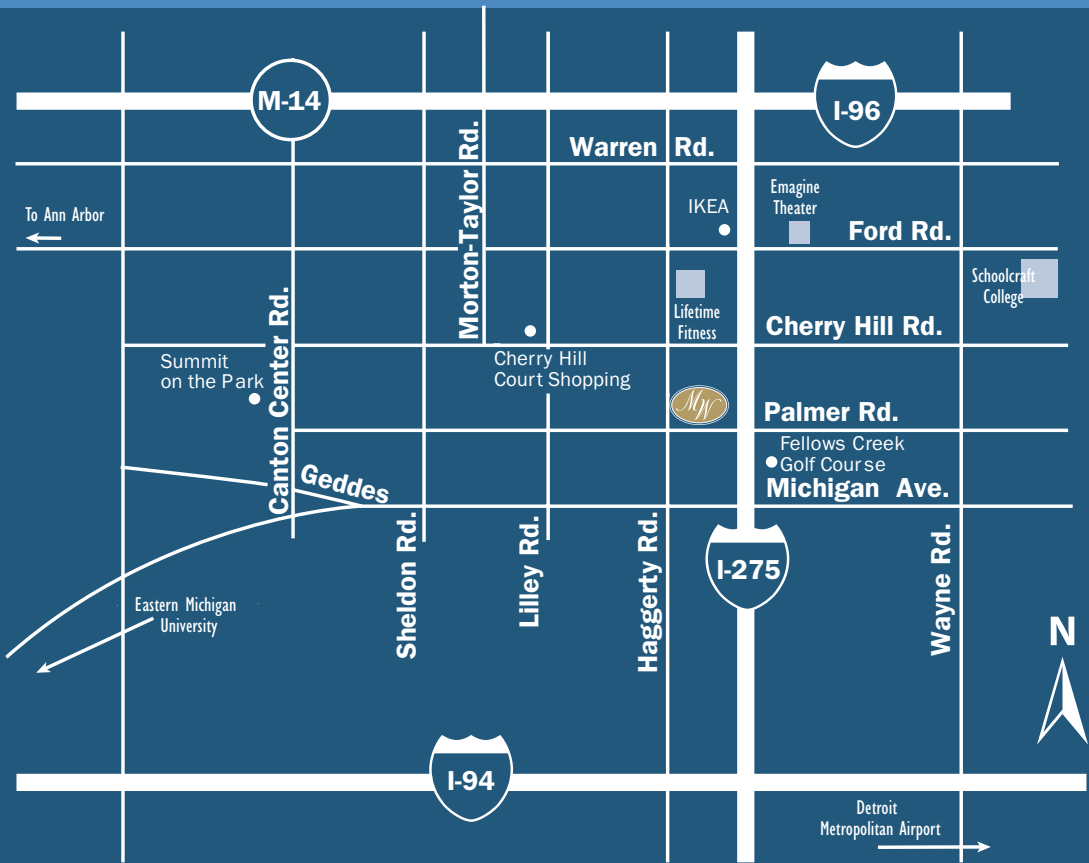 M-14
I-96
Warren Rd.
Morton-Taylor Rd.
Emagine
Theater
IKEA
To Ann Arbor
Ford Rd.
Schoolcraft
College
Lifetime
Fitness
Canton Center Rd.
Cherry Hill Rd.
Summit
on the Park
Cherry Hill
Court Shopping
MW
Palmer Rd.
Fellows Creek
Golf Course
Geddes
Michigan Ave.
Sheldon Rd.
Lilley Rd.
Haggerty Rd.
I-275
Wayne Rd.
Eastern Michigan
University
N
I-94
Detroit
Metropolitan Airport